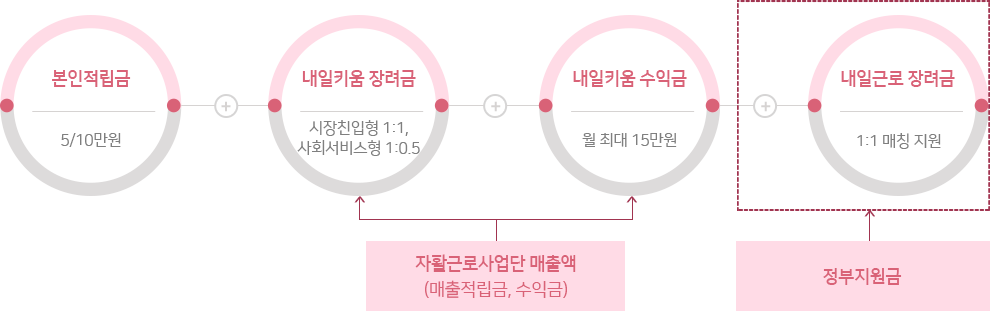 본인적립금
5/10만원
+
내일키움 장려금
시장친입형 1:1,
사회서비스형 1:0.5
+
내일키움 수익금
월 최대 15만원
+
내일근로 장려금
1:1 매칭 지원
자활근로사업단 매출액
(매출적립금, 수익금)
정부지원금